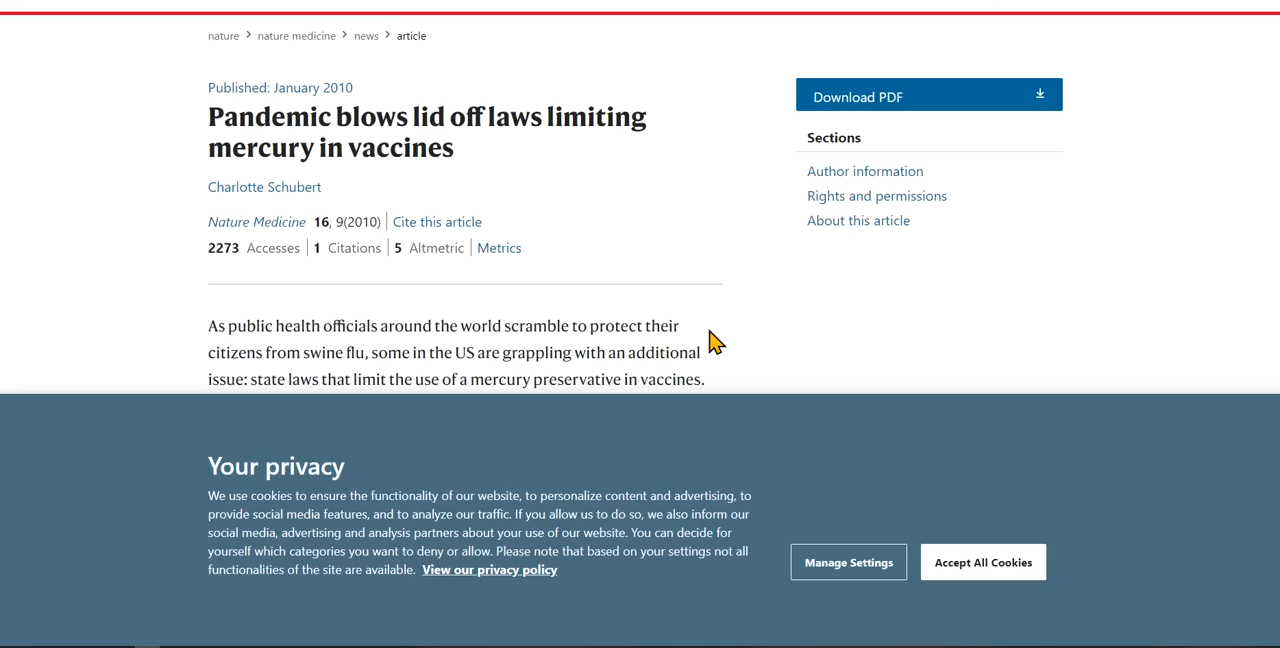 nature > nature medicine > news > article
Published: January 2010
Pandemic blows lid off laws limiting
mercury in vaccines
Charlotte Schubert
Nature Medicine 16, 9(2010) | Cite this article
2273 Accesses | 1 Citations | 5 Altmetric | Metrics
As public health officials around the world scramble to protect their
citizens from swine flu, some in the US are grappling with an additional
issue: state laws that limit the use of a mercury preservative in vaccines.
Download PDF
Sections
Author information
Rights and permissions
About this article
Your privacy
We use cookies to ensure the functionality of our website, to personalize content and advertising, to
provide social media features, and to analyze our traffic. If you allow us to do so, we also inform our
social media, advertising and analysis partners about your use of our website. You can decide for
yourself which categories you want to deny or allow. Please note that based on your settings not all
functionalities of the site are available. View our privacy policy
Manage Settings
Accept All Cookies